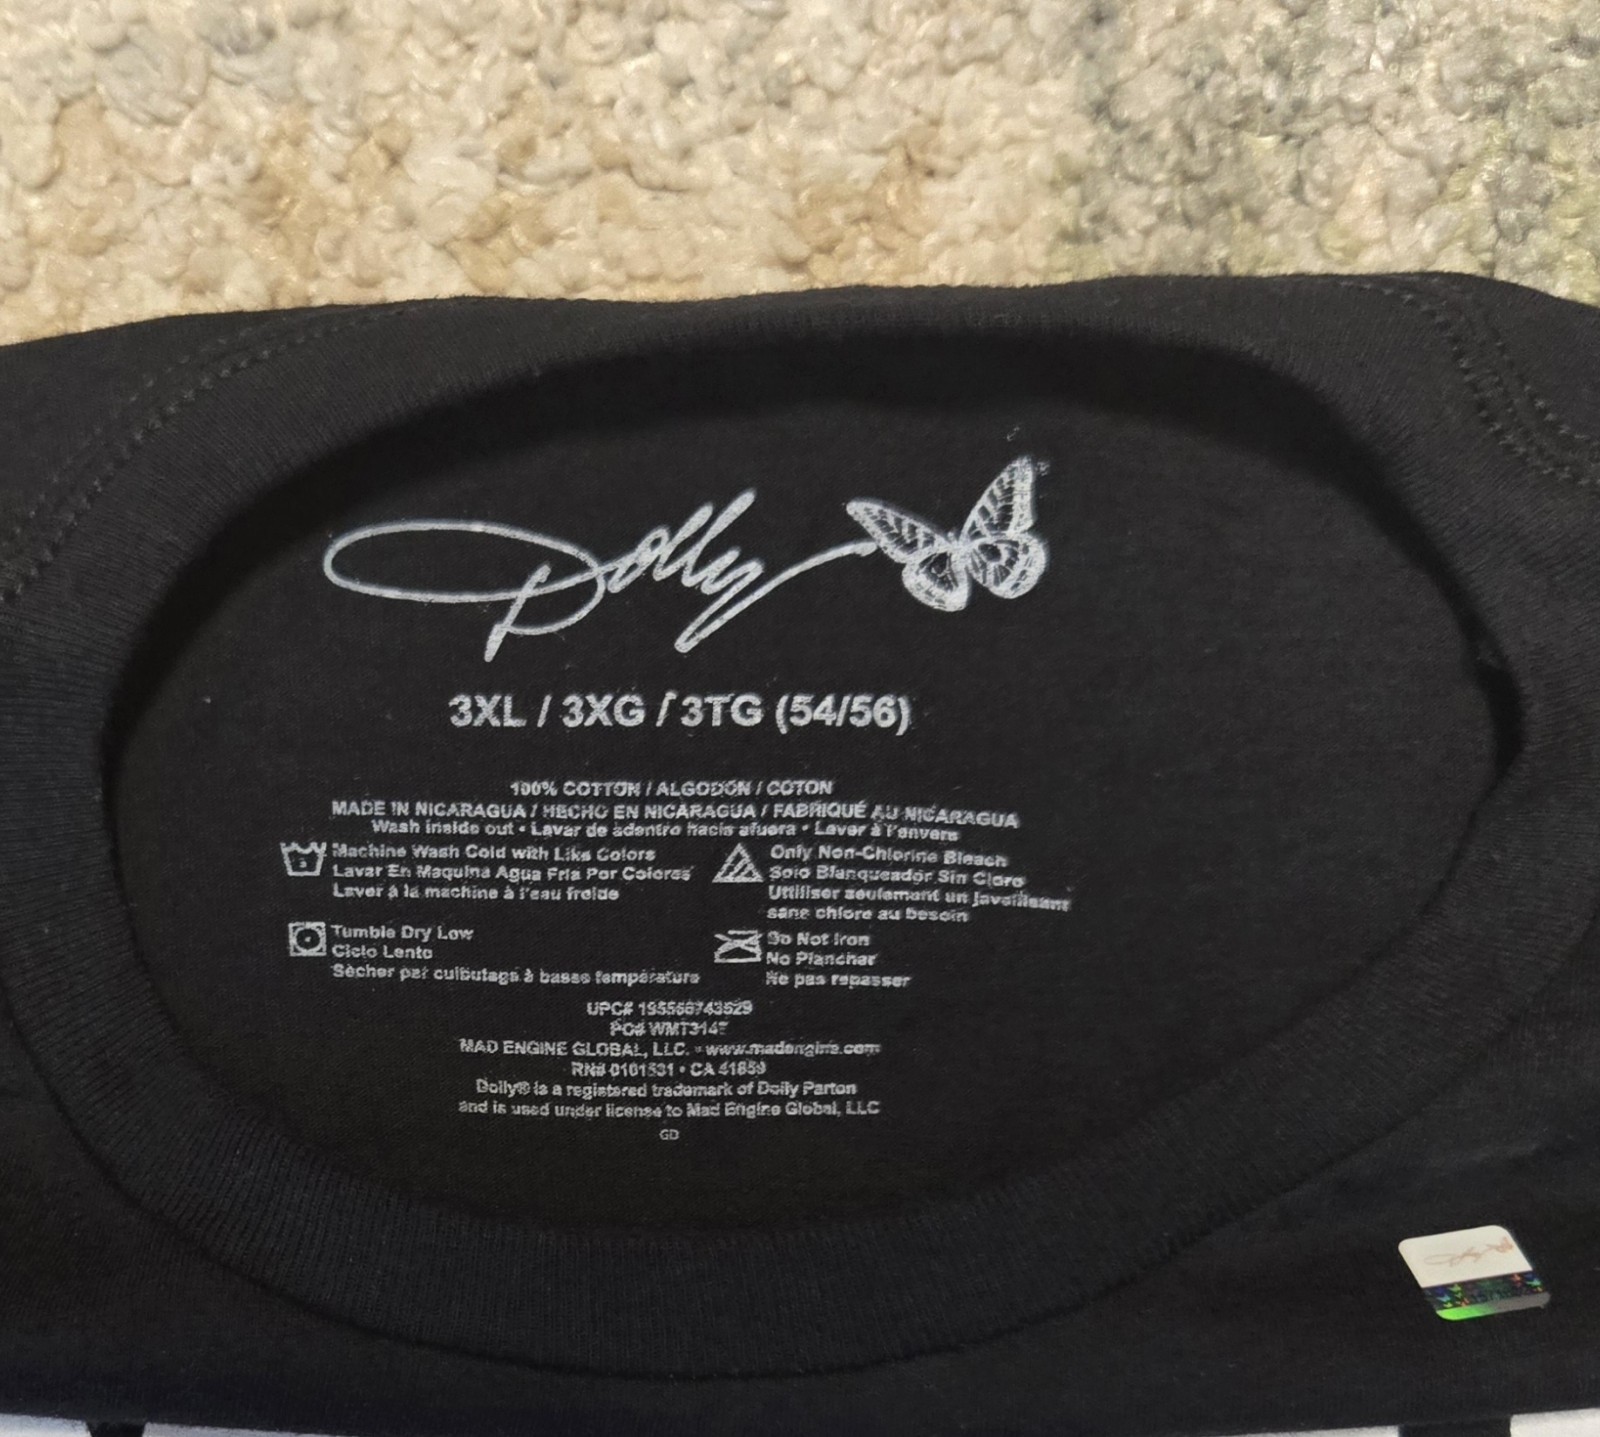 Dolly
3XL / 3XG / 3TG (54/56)
100% COTTON / ALGODÓN / COTON
MADE IN NICARAGUA / HECHO EN NICARAGUA / FABRIQUÉ AU NICARAGUA
Wash inside out • Lavar de adentro hacia afuera • Laver à l'envers
Machine Wash Cold with Like Colors
Lavar En Maquina Agua Fria Por Colores
Laver à la machine à l'eau froide
Only Non-Chlorine Bleach
Solo Blanqueador Sin Cloro
Utiliser seulement un javellisant
sans chlore au besoin
Tumble Dry Low
Ciclo Lento
Sècher par culbutage à basse température
Do Not Iron
No Planchar
Ne pas repasser
UPC#
PO#
MAD ENGINE GLOBAL, LLC. • www.madengine.com
RN# 0101531 • CA 41859
Dolly® is a registered trademark of Dolly Parton
and is used under license to Mad Engine Global, LLC
GD